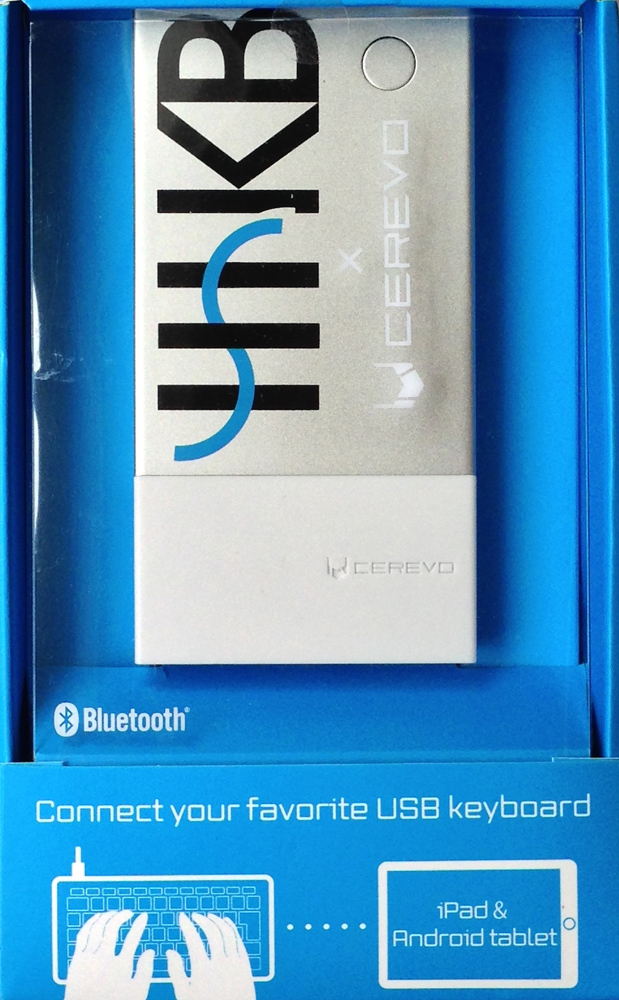 HHKB
x
CEREVO
CEREVO
Bluetooth®
Connect your favorite USB keyboard
iPad &
Android tablet